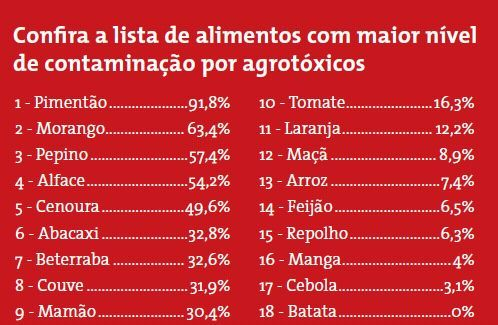 Confira a lista de alimentos com maior nível
de contaminação por agrotóxicos
1 - Pimentão......................91,8%
2 - Morango.......................63,4%
3 - Pepino...........................57,4%
4 - Alface............................54,2%
5 - Cenoura........................49,6%
6 - Abacaxi.........................32,8%
7 - Beterraba.....................32,6%
8 - Couve............................31,9%
9 - Mamão.........................30,4%
10 - Tomate........................16,3%
11 - Laranja.........................12,2%
12 - Maçã..............................8,9%
13 - Arroz..............................7,4%
14 - Feijão.............................6,5%
15 - Repolho.........................6,3%
16 - Manga..............................4%
17 - Cebola............................3,1%
18 - Batata..............................0%